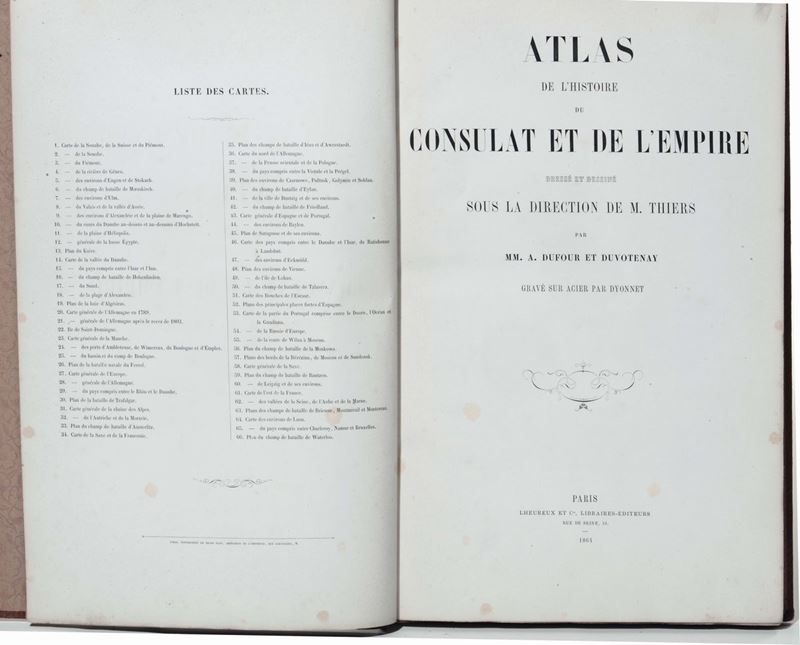 LISTE DES CARTES.
1. Carte de la Souabe, de la Suisse et du Piémont.
2. — de la Souabe.
3. — du Piémont.
4. — de la rivière de Gênes.
5. — des environs d'Engen et de Stokach.
6. — du champ de bataille de Mœsskirch.
7. — des environs d'Ulm.
8. — du Valais et de la vallée d'Aoste.
9. — des environs d'Alexandrie et de la plaine de Marengo.
10. — du cours du Danube au-dessus et au-dessous d'Hochstett.
11. — de la plaine d'Héliopolis.
12. — générale de la basse Égypte.
13. Plan du Kaire.
14. Carte de la vallée du Danube.
15. — du pays compris entre l'Isar et l'Inn.
16. — du champ de bataille de Hohenlinden.
17. — du Sund.
18. — de la plage d'Alexandrie.
19. Plan de la baie d'Algésiras.
20. Carte générale de l'Allemagne en 1789.
21. — générale de l'Allemagne après le recez de 1803.
22. Ile de Saint-Domingue.
23. Carte générale de la Manche.
24. — des ports d'Ambleteuse, de Wimereux, de Boulogne et d'Étaples.
25. — du bassin et du camp de Boulogne.
26. Plan de la bataille navale du Ferrol.
27. Carte générale de l'Europe.
28. — générale de l'Allemagne.
29. — du pays compris entre le Rhin et le Danube.
30. Plan de la bataille de Trafalgar.
31. Carte générale de la chaîne des Alpes.
32. — de l'Autriche et de la Moravie.
33. Plan du champ de bataille d'Austerlitz.
34. Carte de la Saxe et de la Franconie.
35. Plan des champs de bataille d'Iéna et d'Awerstaedt.
36. Carte du nord de l'Allemagne.
37. — de la Prusse orientale et de la Pologne.
38. — du pays compris entre la Vistule et la Prégel.
39. Plan des environs de Czarnowo, Pultusk, Golymin et Soldau.
40. — du champ de bataille d'Eylau.
41. — de la ville de Dantzig et de ses environs.
42. — du champ de bataille de Friedland.
43. Carte générale d'Espagne et de Portugal.
44. — des environs de Baylen.
45. Plan de Saragosse et de ses environs.
46. Carte des pays compris entre le Danube et l'Isar, de Ratisbonne
à Landshut.
47. — des environs d'Eckmühl.
48. Plan des environs de Vienne.
49. — de l'île de Lobau.
50. — du champ de bataille de Talavera.
51. Carte des Bouches de l'Escaut.
52. Plans des principales places fortes d'Espagne.
53. Carte de la partie du Portugal comprise entre le Duero, l'Océan et
la Guadiana.
54. — de la Russie d'Europe.
55. — de la route de Wilna à Moscou.
56. Plan du champ de bataille de la Moskowa.
57. Plans des bords de la Bérézina, de Moscou et de Smolensk.
58. Carte générale de la Saxe.
59. Plan du champ de bataille de Bautzen.
60. — de Leipzig et de ses environs.
61. Carte de l'est de la France.
62. — des vallées de la Seine, de l'Aube et de la Marne.
63. Plans des champs de bataille de Brienne, Montmirail et Montereau.
64. Carte des environs de Laon.
65. — du pays compris entre Charleroy, Namur et Bruxelles.
66. Plan du champ de bataille de Waterloo.
ATLAS
DE L'HISTOIRE
DU
CONSULAT ET DE L'EMPIRE
DRESSÉ ET DESSINÉ
SOUS LA DIRECTION DE M. THIERS
PAR
MM. A. DUFOUR ET DUVOTENAY
GRAVÉ SUR ACIER PAR DYONNET
PARIS
LHEUREUX ET Cie, LIBRAIRES-ÉDITEURS
RUE DE SEINE,
1864